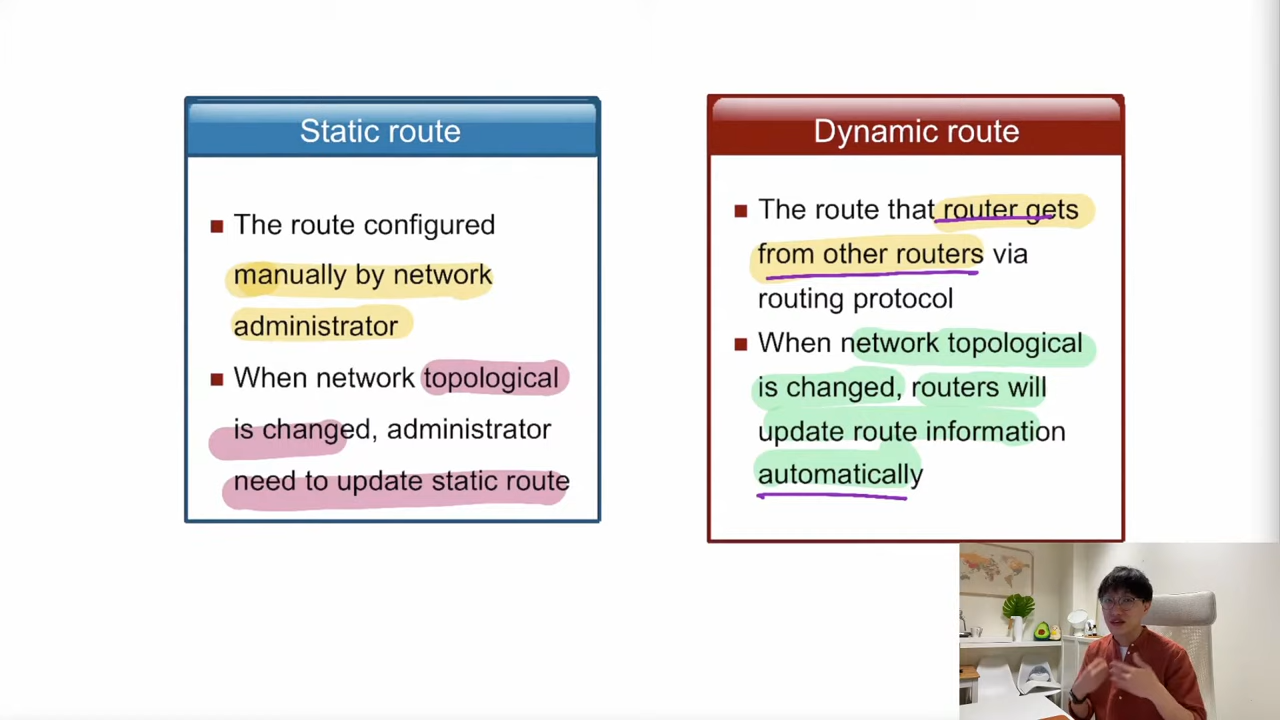 Static route
The route configured
manually by network
administrator
When network topological
is changed, administrator
need to update static route
Dynamic route
The route that router gets
from other routers via
routing protocol
When network topological
is changed, routers will
update route information
automatically